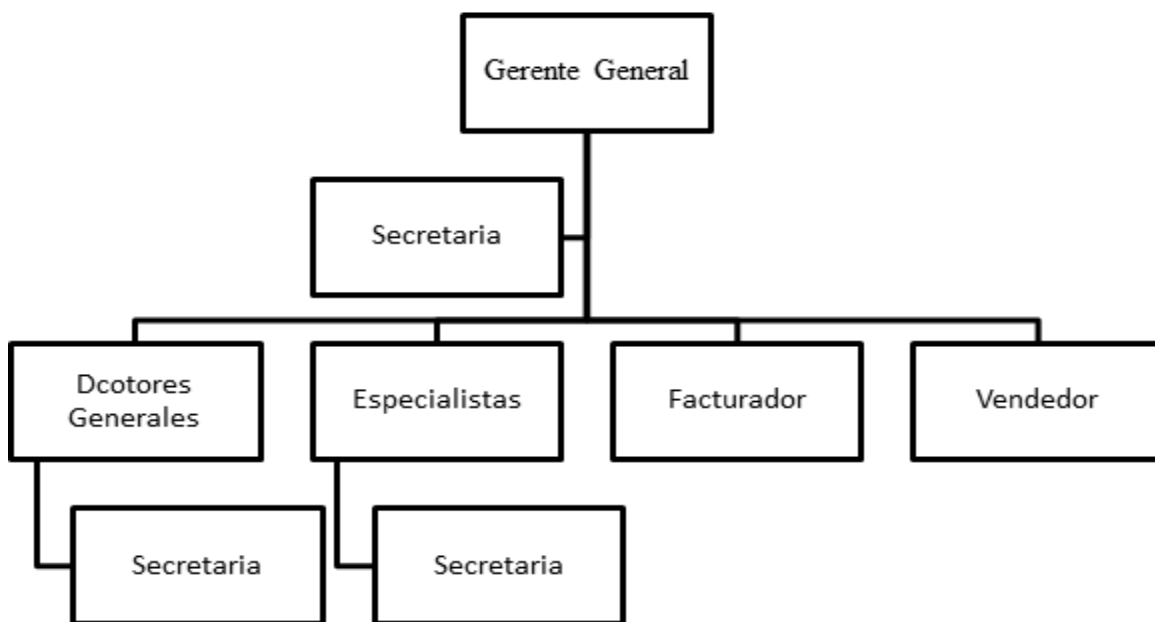 Gerente General
Secretaria
Dcotores
Generales
Especialistas
Facturador
Vendedor
Secretaria
Secretaria